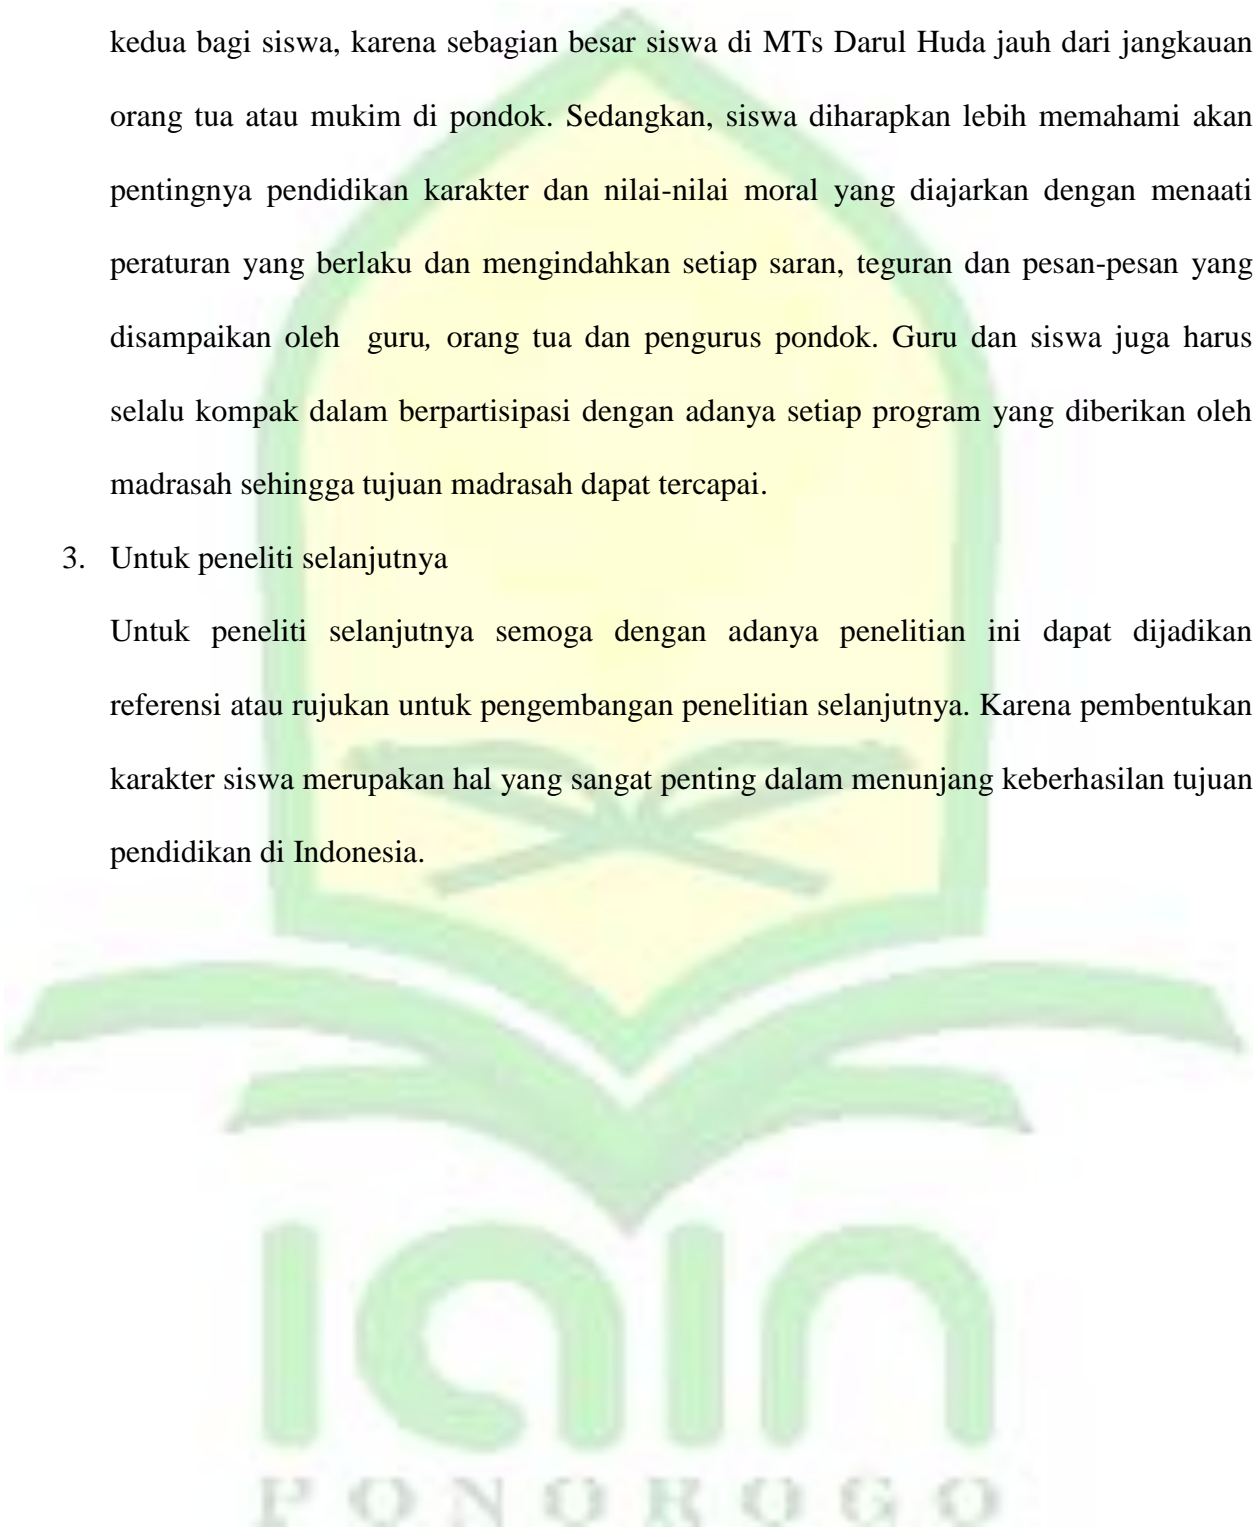 kedua bagi siswa, karena sebagian besar siswa di MTs Darul Huda jauh dari jangkauan
orang tua atau mukim di pondok. Sedangkan, siswa diharapkan lebih memahami akan
pentingnya pendidikan karakter dan nilai-nilai moral yang diajarkan dengan menaati
peraturan yang berlaku dan mengindahkan setiap saran, teguran dan pesan-pesan yang
disampaikan oleh guru, orang tua dan pengurus pondok. Guru dan siswa juga harus
selalu kompak dalam berpartisipasi dengan adanya setiap program yang diberikan oleh
madrasah sehingga tujuan madrasah dapat tercapai.
3. Untuk peneliti selanjutnya
Untuk peneliti selanjutnya semoga dengan adanya penelitian ini dapat dijadikan
referensi atau rujukan untuk pengembangan penelitian selanjutnya. Karena pembentukan
karakter siswa merupakan hal yang sangat penting dalam menunjang keberhasilan tujuan
pendidikan di Indonesia.
iain
PONOROGO